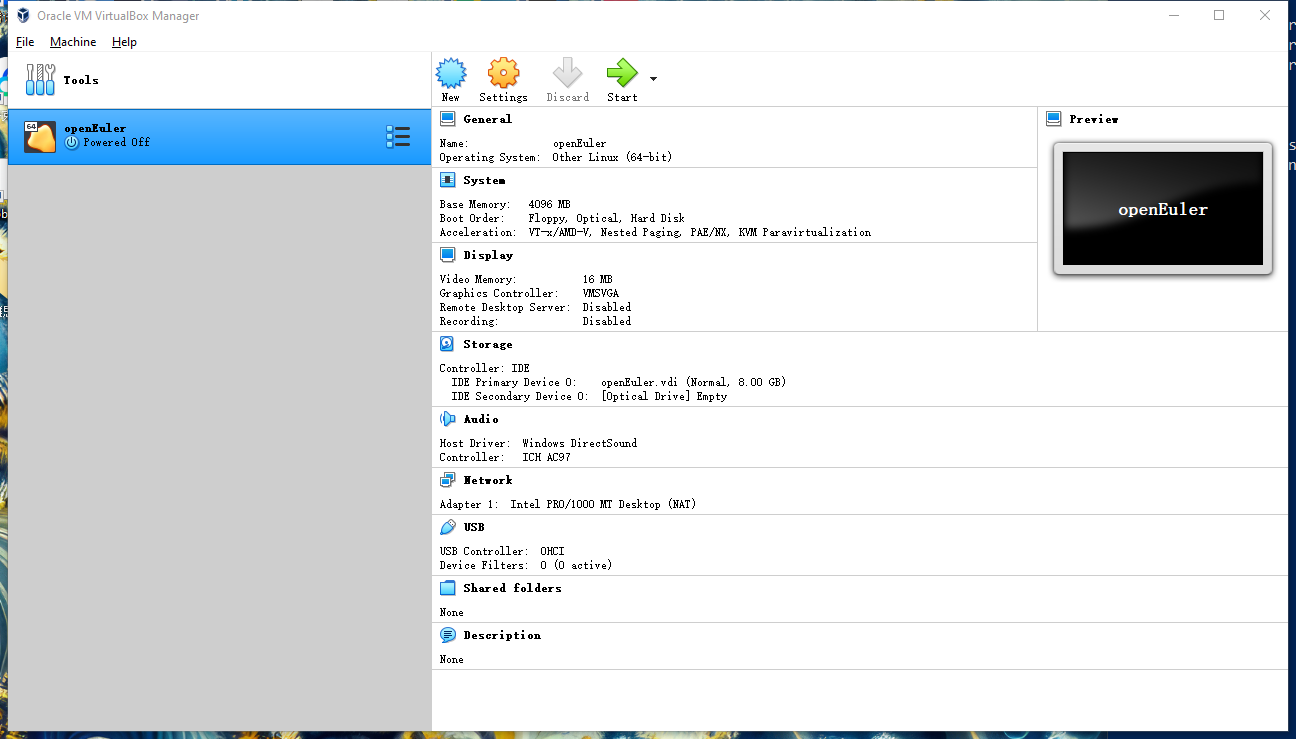 Oracle VM VirtualBox Manager
File Machine Help
Tools
New Settings Discard Start
64
openEuler
Powered Off
General
Name: openEuler
Operating System: Other Linux (64-bit)
System
Base Memory: 4096 MB
Boot Order: Floppy, Optical, Hard Disk
Acceleration: VT-x/AMD-V, Nested Paging, PAE/NX, KVM Paravirtualization
Display
Video Memory: 16 MB
Graphics Controller: VMSVGA
Remote Desktop Server: Disabled
Recording: Disabled
Preview
openEuler
Storage
Controller: IDE
IDE Primary Device 0: openEuler.vdi (Normal, 8.00 GB)
IDE Secondary Device 0: [Optical Drive] Empty
Audio
Host Driver: Windows DirectSound
Controller: ICH AC97
Network
Adapter 1: Intel PRO/1000 MT Desktop (NAT)
USB
USB Controller: OHCI
Device Filters: 0 (0 active)
Shared folders
None
Description
None